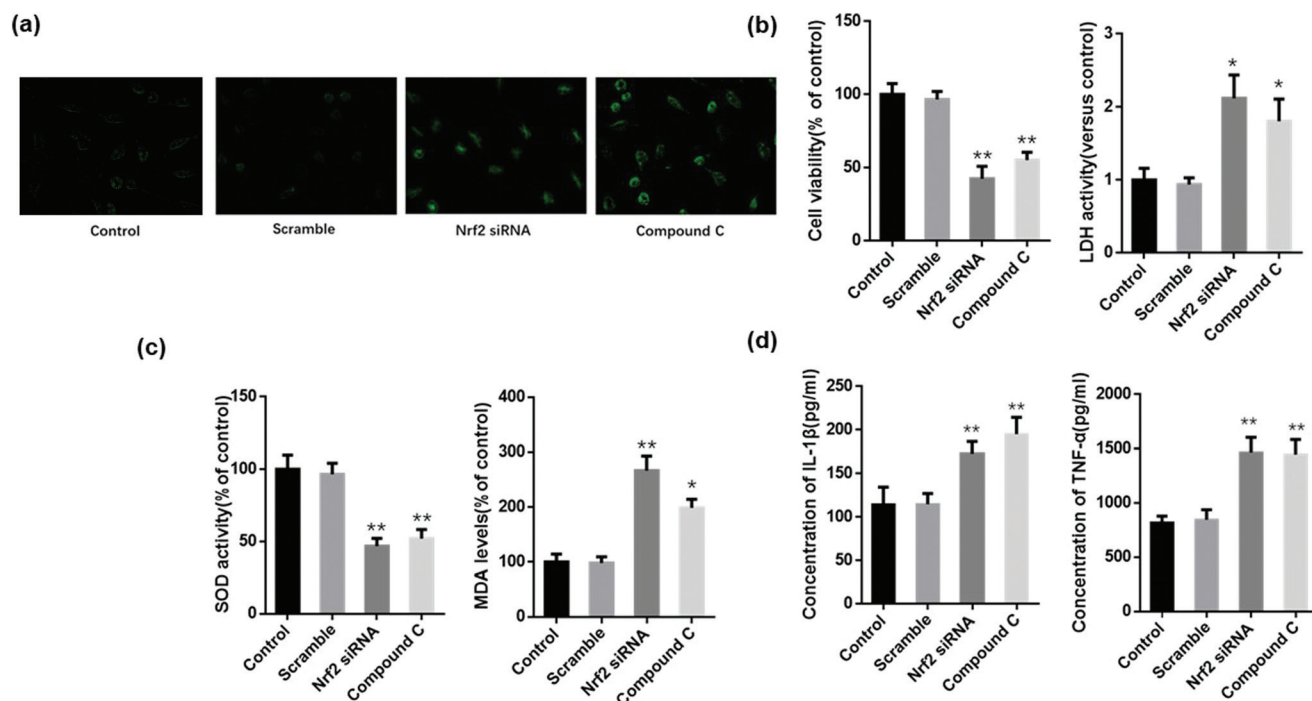 (a)
Control
Scramble
Nrf2 siRNA
Compound C
(b)
Cell viability(% of control)
150
100
50
0
**
**
Control
Scramble
Nrf2 siRNA
Compound C
LDH activity(versus control)
3
2
1
0
*
*
Control
Scramble
Nrf2 siRNA
Compound C
(c)
SOD activity(% of control)
150
100
50
0
**
**
Control
Scramble
Nrf2 siRNA
Compound C
MDA levels(% of control)
400
300
200
100
0
**
*
Control
Scramble
Nrf2 siRNA
Compound C
(d)
Concentration of IL-1β(pg/ml)
250
200
150
100
50
0
**
**
Control
Scramble
Nrf2 siRNA
Compound C
Concentration of TNF-α(pg/ml)
2000
1500
1000
500
0
**
**
Control
Scramble
Nrf2 siRNA
Compound C